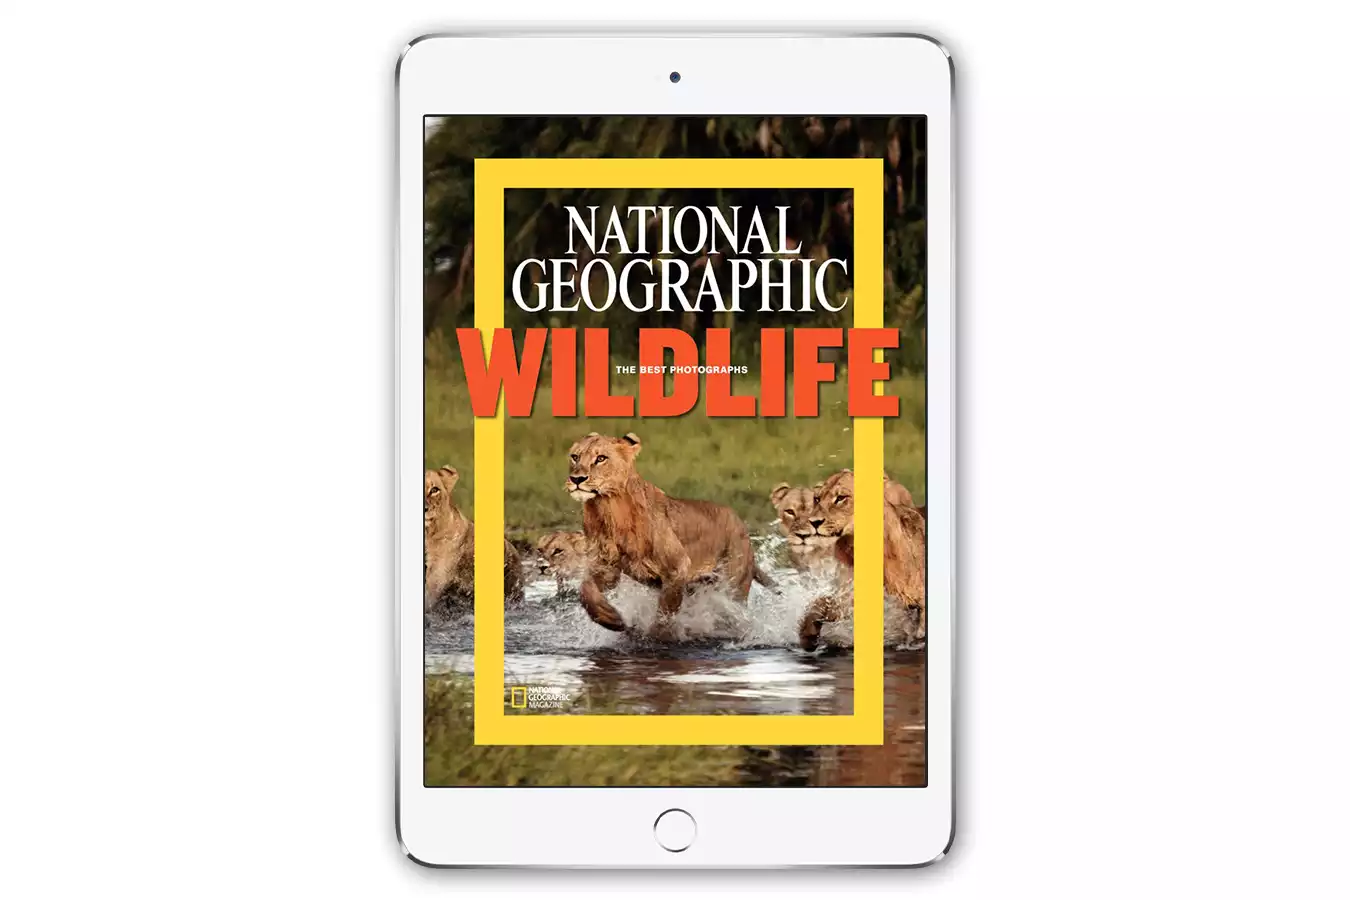 NATIONAL
GEOGRAPHIC
WILDLIFE
THE BEST PHOTOGRAPHS
NATIONAL
GEOGRAPHIC
MAGAZINE